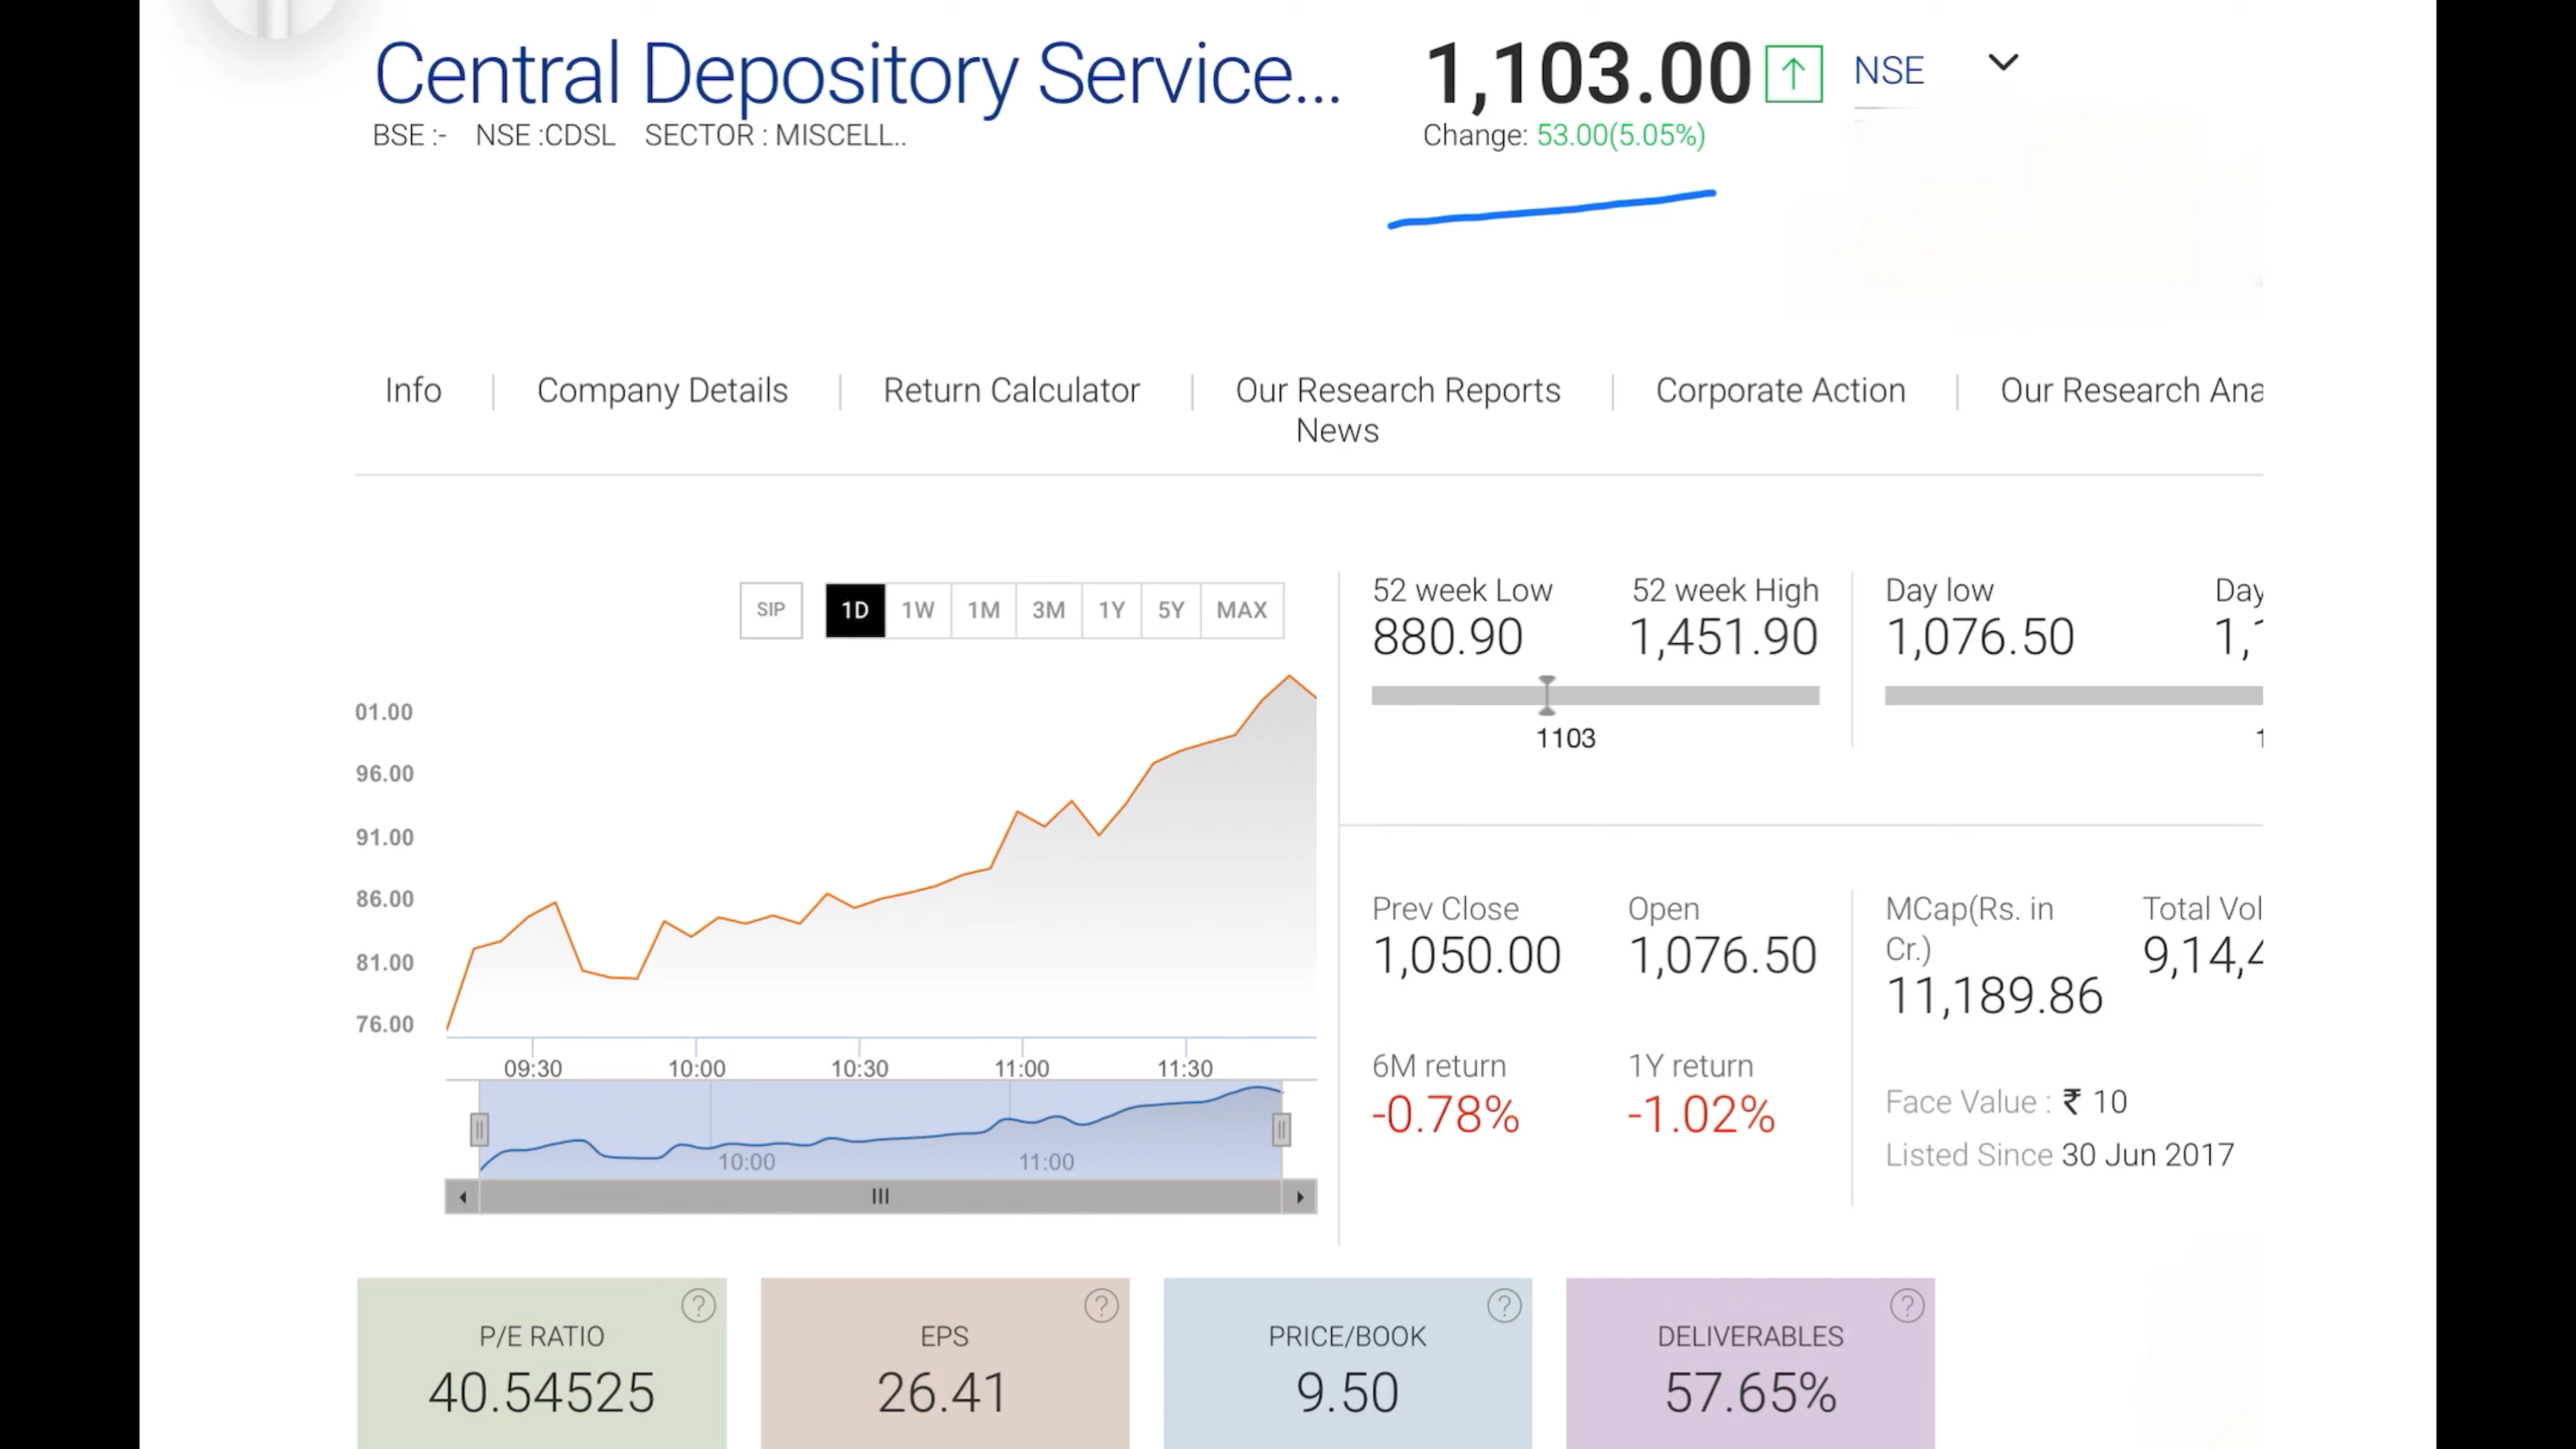 Central Depository Service... 1,103.00 NSE
BSE :- NSE :CDSL SECTOR : MISCELL.. Change: 53.00(5.05%)
Info Company Details Return Calculator Our Research Reports Corporate Action Our Research Ana
News
SIP 1D 1W 1M 3M 1Y 5Y MAX
01.00
96.00
91.00
86.00
81.00
76.00
09:30 10:00 10:30 11:00 11:30
10:00 11:00
52 week Low 52 week High
880.90 1,451.90
1103
Day low Day
1,076.50
Prev Close Open
1,050.00 1,076.50
6M return 1Y return
-0.78% -1.02%
MCap(Rs. in Total Vol
Cr.) 9,14,4
11,189.86
Face Value : ₹ 10
Listed Since 30 Jun 2017
P/E RATIO
40.54525
EPS
26.41
PRICE/BOOK
9.50
DELIVERABLES
57.65%